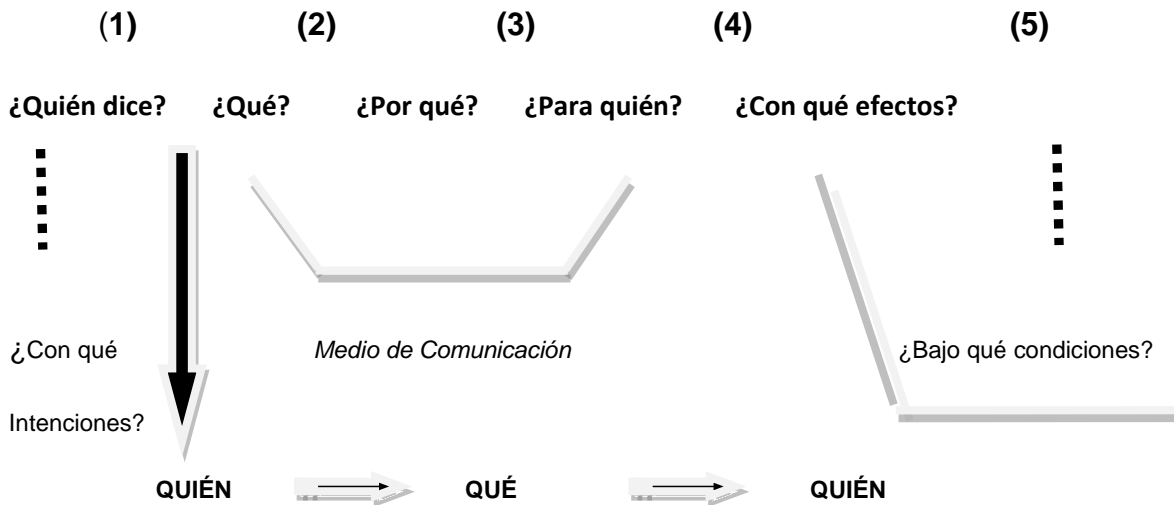 (1) (2) (3) (4) (5)
¿Quién dice? ¿Qué? ¿Por qué? ¿Para quién? ¿Con qué efectos?
¿Con qué Medio de Comunicación ¿Bajo qué condiciones?
Intenciones?
QUIÉN QUÉ QUIÉN